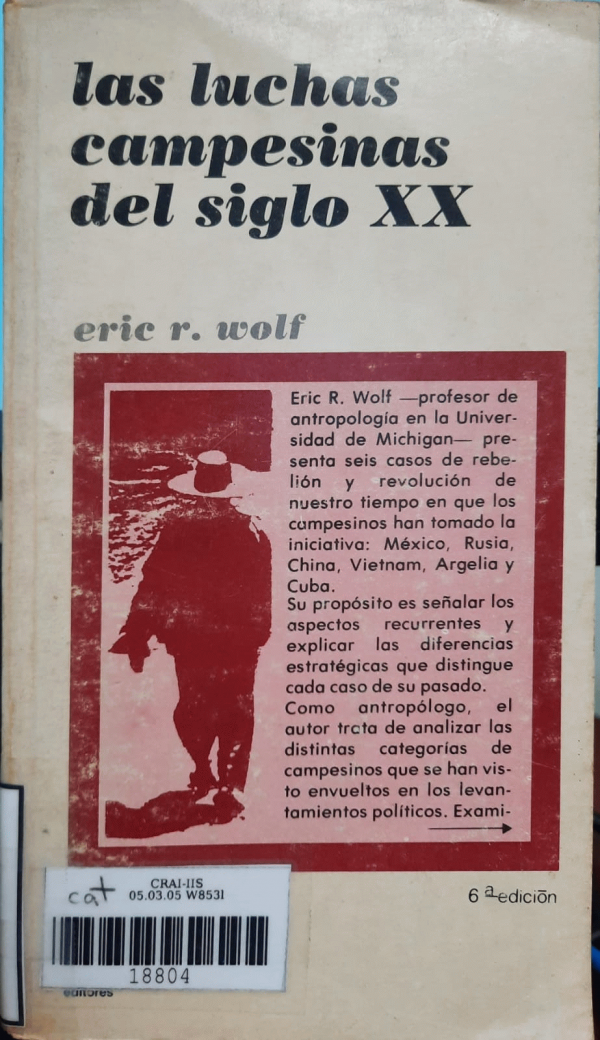 las luchas
campesinas
del siglo XX
eric r. wolf
Eric R. Wolf —profesor de
antropología en la Univer-
sidad de Michigan— pre-
senta seis casos de rebe-
lión y revolución de
nuestro tiempo en que los
campesinos han tomado la
iniciativa: México, Rusia,
China, Vietnam, Argelia y
Cuba.
Su propósito es señalar los
aspectos recurrentes y
explicar las diferencias
estratégicas que distingue
cada caso de su pasado.
Como antropólogo, el
autor trata de analizar las
distintas categorías de
campesinos que se han vis-
to envueltos en los levan-
tamientos políticos. Exami-
6ª edición
cat
CRAI-IIS
05.03.05 W853l
18804
editores